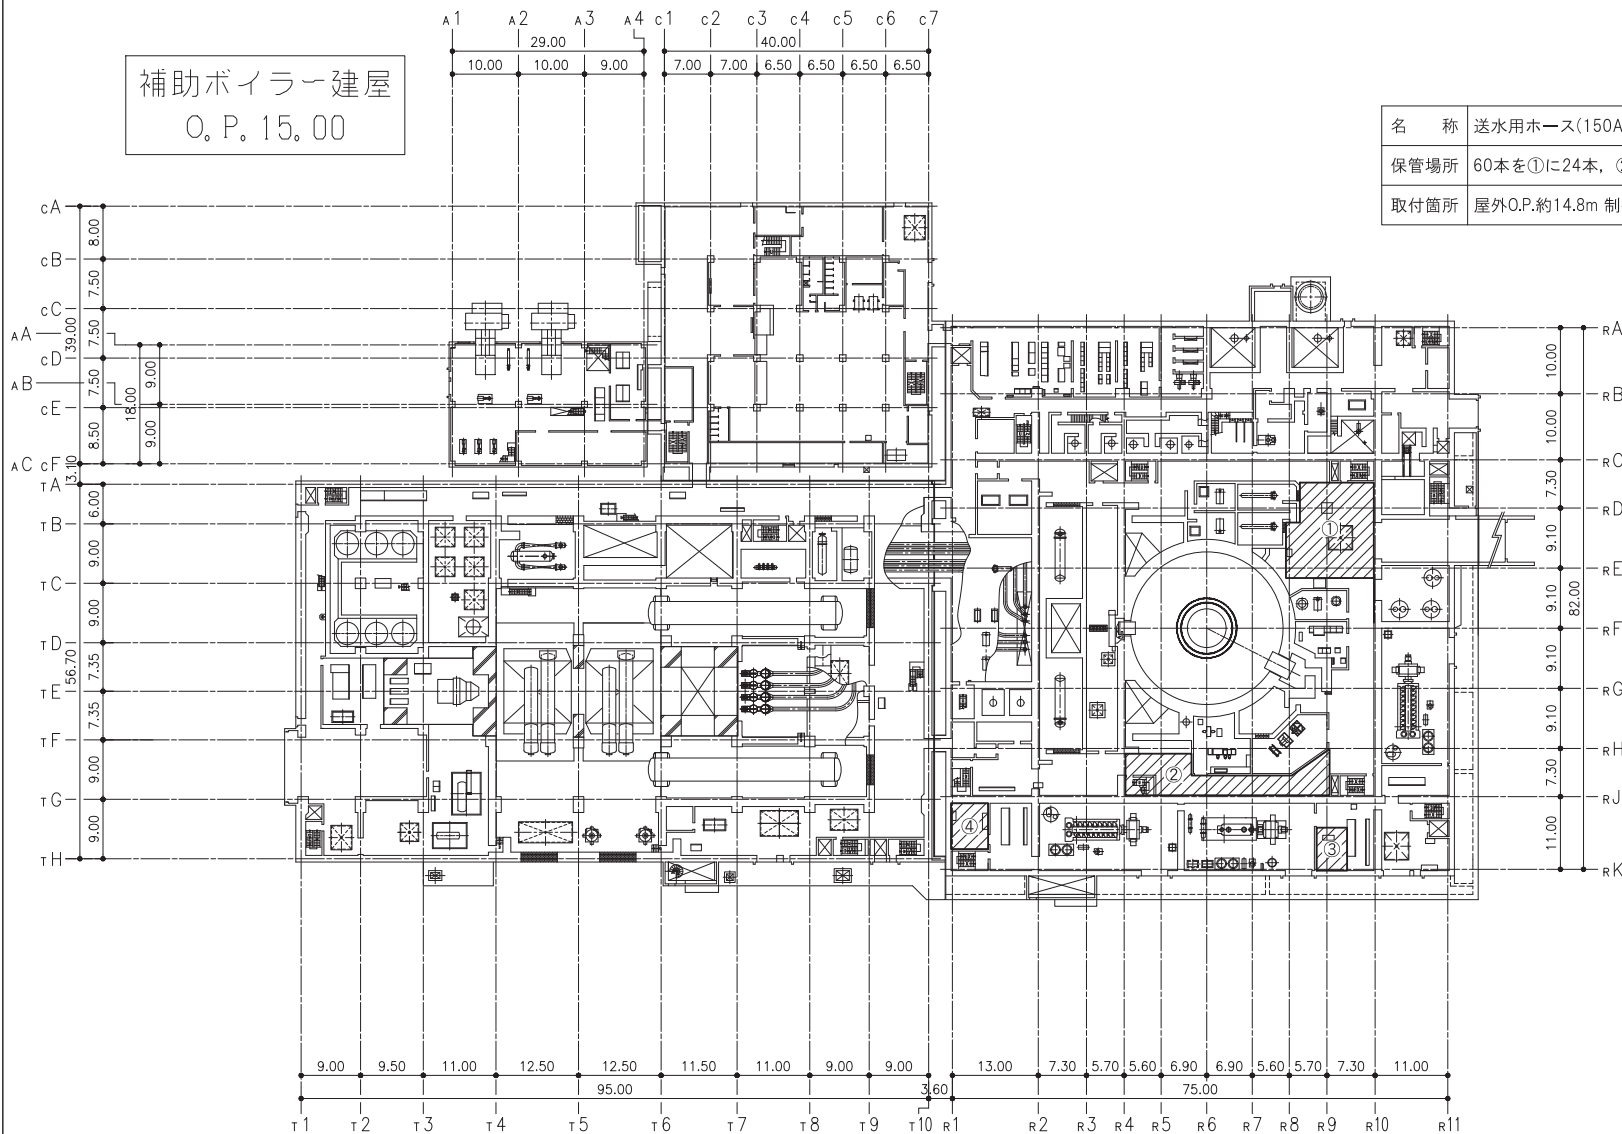 A1 A2 A3 A4 C1 C2 C3 C4 C5 C6 C7
29.00 40.00
10.00 10.00 9.00 7.00 7.00 6.50 6.50 6.50 6.50
補助ボイラー建屋
O.P.15.00
名 称 送水用ホース(150A
保管場所 60本を①に24本,
取付箇所 屋外O.P.約14.8m 制
CA
8.00
CB
7.50
CC
AA
39.00 7.50
CD
AB
7.50 9.00
18.00
CE
8.50 9.00
AC CF
3.10
TA
6.00
TB
9.00
TC
9.00
TD
7.35
56.70
TE
7.35
TF
9.00
TG
9.00
TH
RA
10.00
RB
10.00
RC
7.30
RD
9.10
RE
9.10
82.00
RF
9.10
RG
9.10
RH
7.30
RJ
11.00
RK
①
②
④
③
9.00 9.50 11.00 12.50 12.50 11.50 11.00 9.00 9.00 13.00 7.30 5.70 5.60 6.90 6.90 5.60 5.70 7.30 11.00
95.00 3.60 75.00
T1 T2 T3 T4 T5 T6 T7 T8 T9 T10 R1 R2 R3 R4 R5 R6 R7 R8 R9 R10 R11